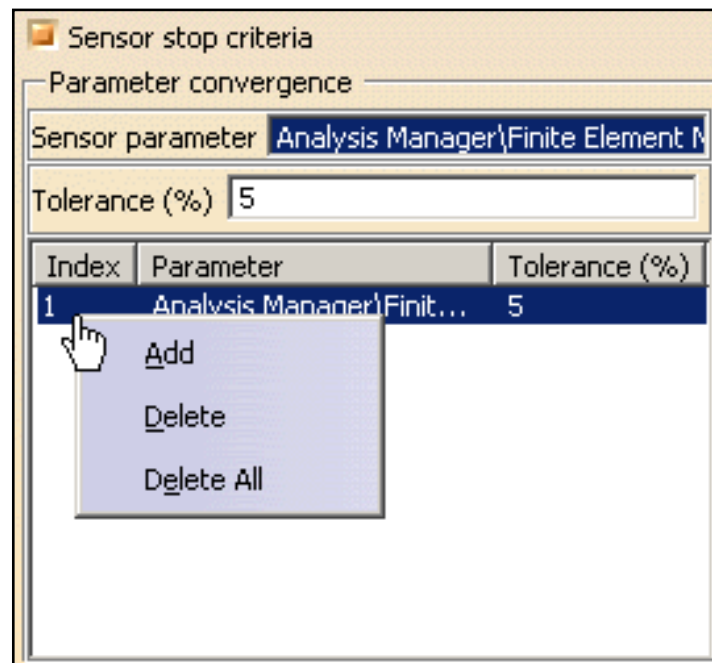 Sensor stop criteria
Parameter convergence
Sensor parameter Analysis Manager\Finite Element
Tolerance (%) 5
Index Parameter Tolerance (%)
1 Analysis Manager\Finit... 5
Add
Delete
Delete All